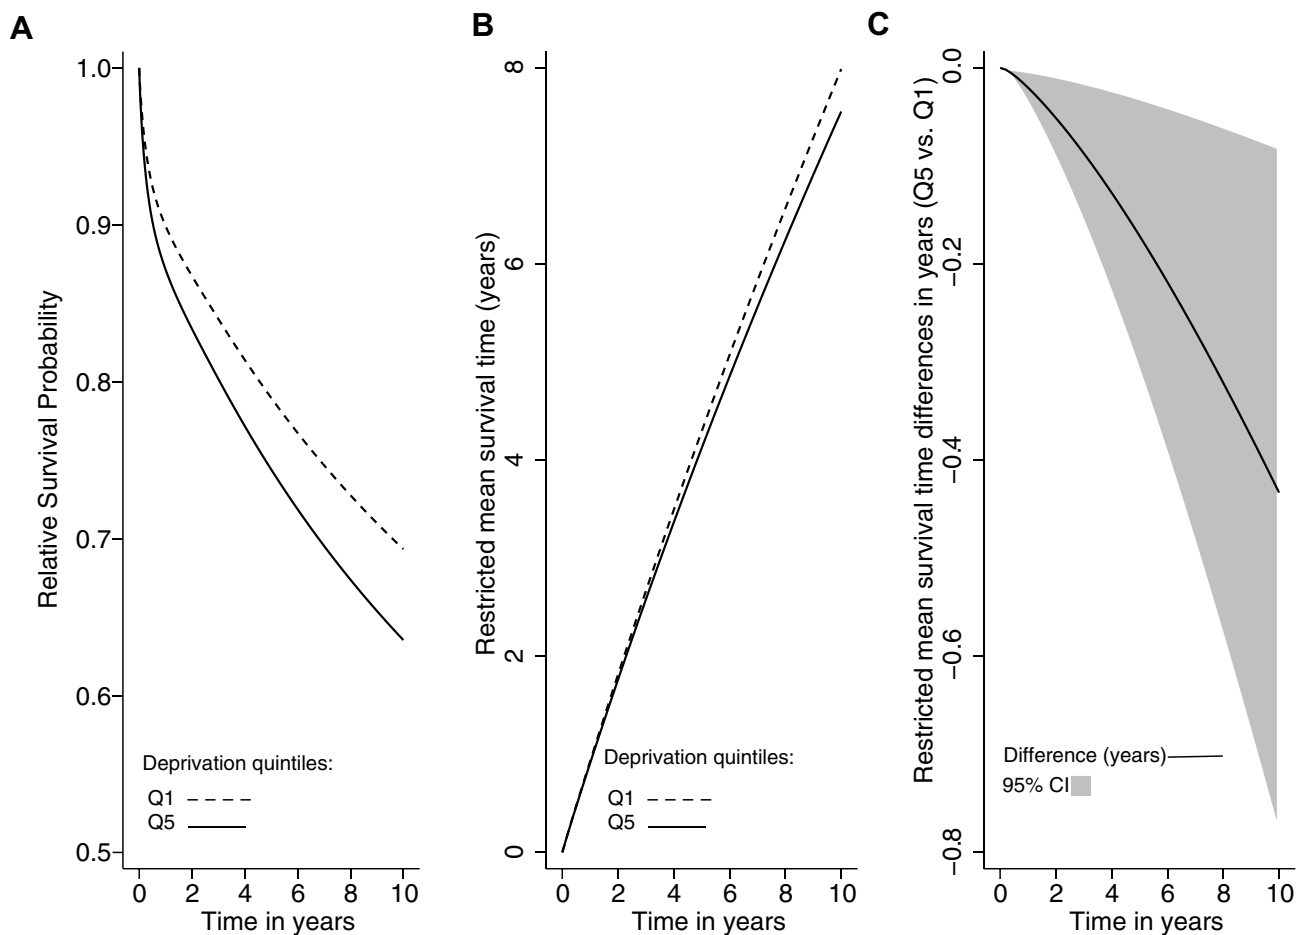 A
Relative Survival Probability
1.0
0.9
0.8
0.7
0.6
0.5
Deprivation quintiles:
Q1
Q5
0 2 4 6 8 10
Time in years
B
Restricted mean survival time (years)
8
6
4
2
0
Deprivation quintiles:
Q1
Q5
0 2 4 6 8 10
Time in years
C
Restricted mean survival time differences in years (Q5 vs. Q1)
0.0
−0.2
−0.4
−0.6
−0.8
Difference (years)
95% CI
0 2 4 6 8 10
Time in years